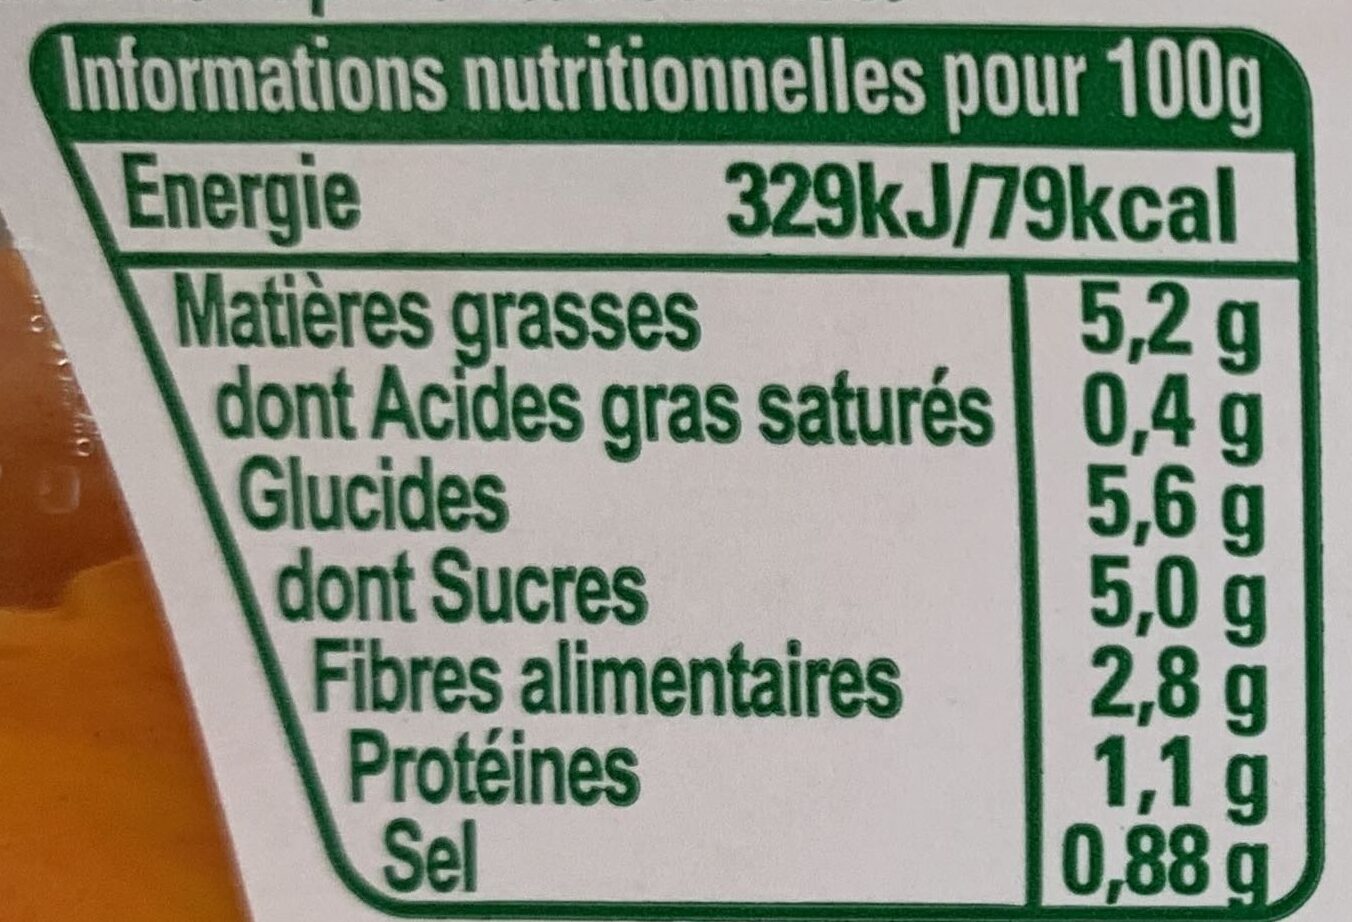 Informations nutritionnelles pour 100g
Energie 329kJ/79kcal
Matières grasses 5,2 g
dont Acides gras saturés 0,4 g
Glucides 5,6 g
dont Sucres 5,0 g
Fibres alimentaires 2,8 g
Protéines 1,1 g
Sel 0,88 g